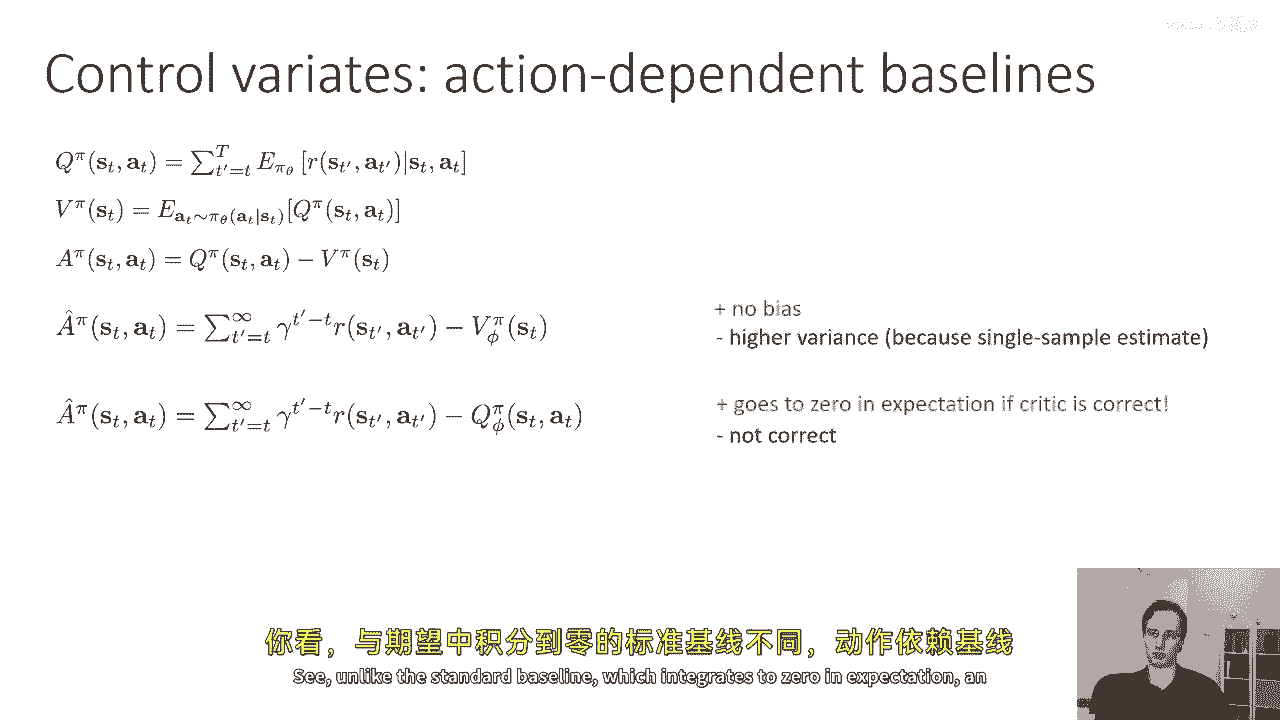 Control variates: action-dependent baselines
$Q^\pi(\mathbf{s}_t, \mathbf{a}_t) = \sum_{t'=t}^{T} E_{\pi_\theta}[r(\mathbf{s}_{t'}, \mathbf{a}_{t'})|\mathbf{s}_t, \mathbf{a}_t]$
$V^\pi(\mathbf{s}_t) = E_{\mathbf{a}_t \sim \pi_\theta(\mathbf{a}_t|\mathbf{s}_t)}[Q^\pi(\mathbf{s}_t, \mathbf{a}_t)]$
$A^\pi(\mathbf{s}_t, \mathbf{a}_t) = Q^\pi(\mathbf{s}_t, \mathbf{a}_t) - V^\pi(\mathbf{s}_t)$
$\hat{A}^\pi(\mathbf{s}_t, \mathbf{a}_t) = \sum_{t'=t}^{\infty} \gamma^{t'-t} r(\mathbf{s}_{t'}, \mathbf{a}_{t'}) - V_\phi^\pi(\mathbf{s}_t)$
+ no bias
- higher variance (because single-sample estimate)
$\hat{A}^\pi(\mathbf{s}_t, \mathbf{a}_t) = \sum_{t'=t}^{\infty} \gamma^{t'-t} r(\mathbf{s}_{t'}, \mathbf{a}_{t'}) - Q_\phi^\pi(\mathbf{s}_t, \mathbf{a}_t)$
+ goes to zero in expectation if critic is correct!
- not correct
你看，与期望中积分到零的标准基线不同，动作依赖基线
See, unlike the standard baseline, which integrates to zero in expectation, an